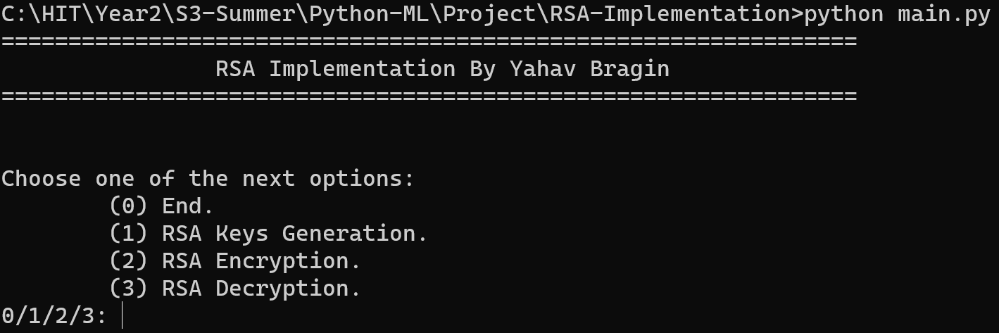 C:\HIT\Year2\S3-Summer\Python-ML\Project\RSA-Implementation>python main.py
================================================================
RSA Implementation By Yahav Bragin
================================================================
Choose one of the next options:
(0) End.
(1) RSA Keys Generation.
(2) RSA Encryption.
(3) RSA Decryption.
0/1/2/3: